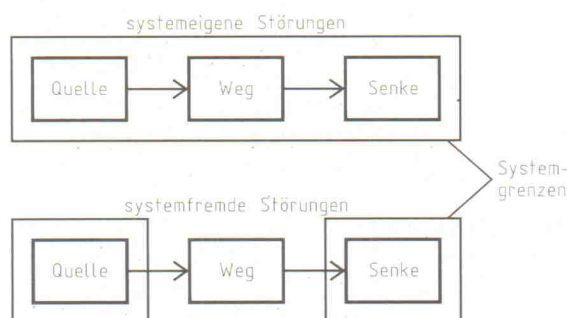 systemeigene Störungen
Quelle
Weg
Senke
System-
grenzen
systemfremde Störungen
Quelle
Weg
Senke